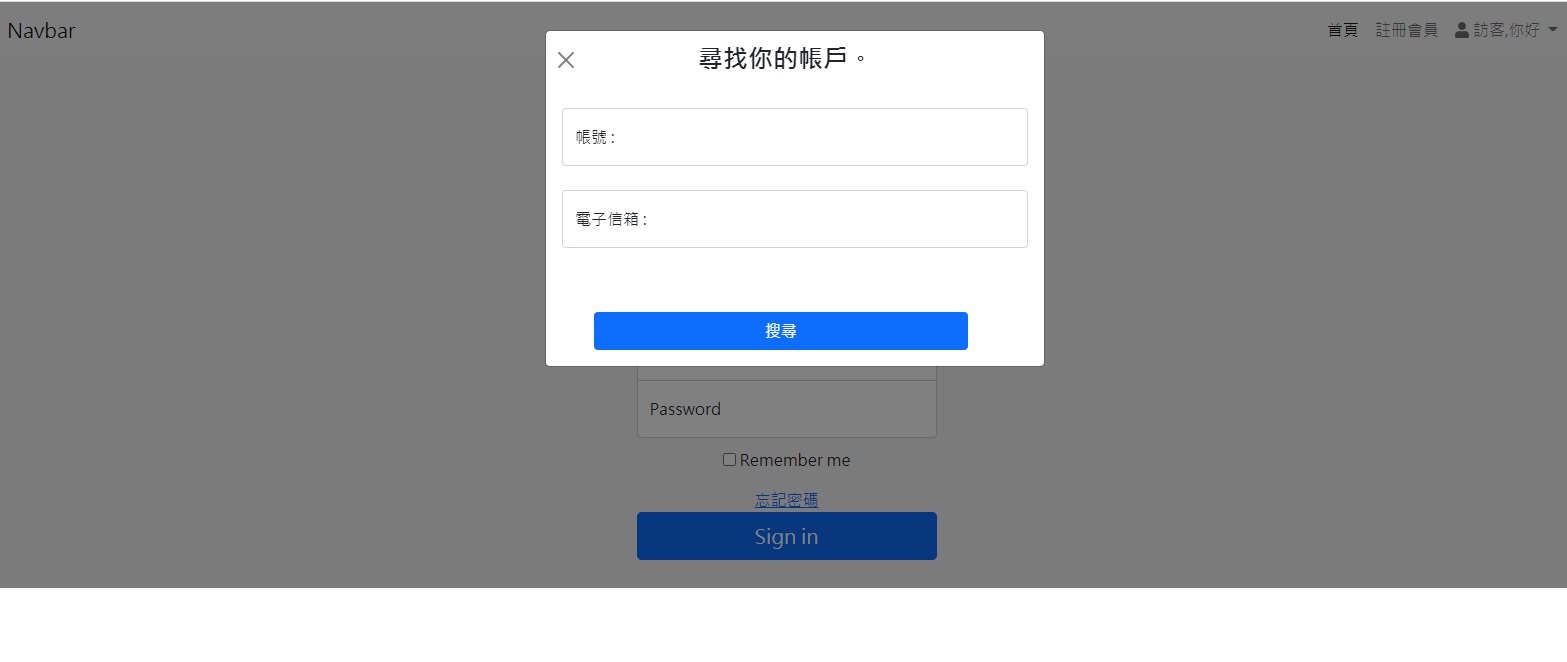 Navbar
首頁 註冊會員 訪客,你好
尋找你的帳戶。
帳號 :
電子信箱 :
搜尋
Password
Remember me
忘記密碼
Sign in